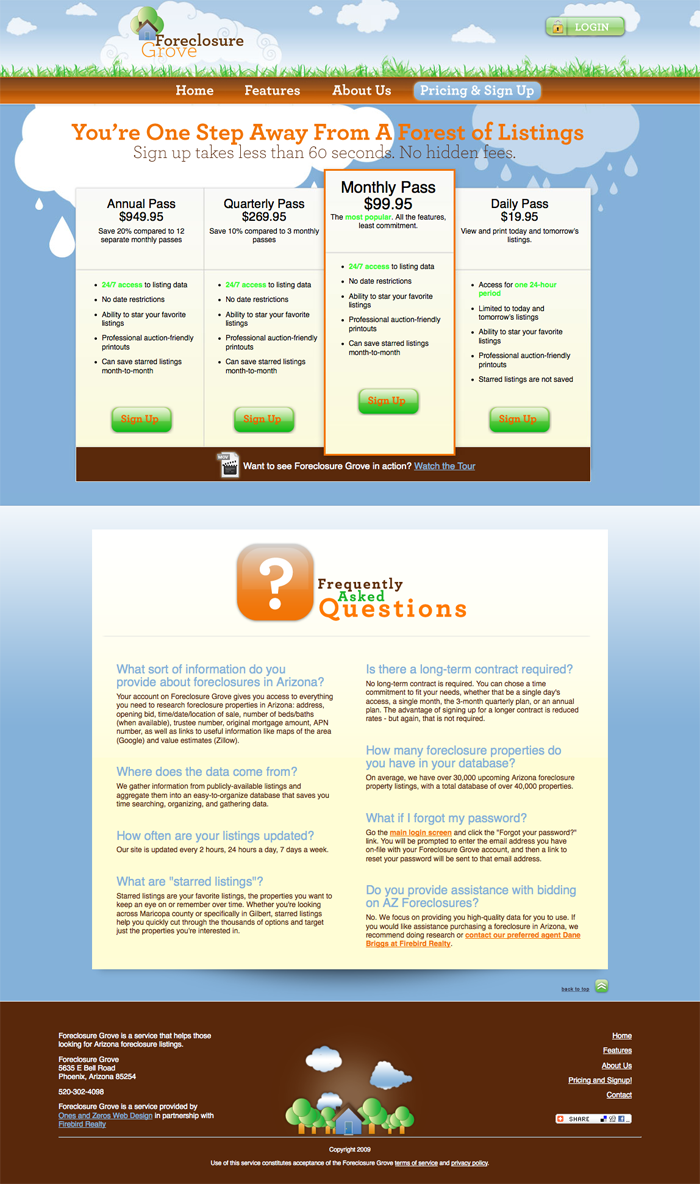 Foreclosure
Grove
LOGIN
Home Features About Us Pricing & Sign Up
You're One Step Away From A Forest of Listings
Sign up takes less than 60 seconds. No hidden fees.
Annual Pass
$949.95
Save 20% compared to 12
separate monthly passes
• 24/7 access to listing data
• No date restrictions
• Ability to star your favorite
listings
• Professional auction-friendly
printouts
• Can save starred listings
month-to-month
Sign Up
Quarterly Pass
$269.95
Save 10% compared to 3 monthly
passes
• 24/7 access to listing data
• No date restrictions
• Ability to star your favorite
listings
• Professional auction-friendly
printouts
• Can save starred listings
month-to-month
Sign Up
Monthly Pass
$99.95
The most popular. All the features,
least commitment.
• 24/7 access to listing data
• No date restrictions
• Ability to star your favorite
listings
• Professional auction-friendly
printouts
• Can save starred listings
month-to-month
Sign Up
Daily Pass
$19.95
View and print today and tomorrow's
listings.
• Access for one 24-hour
period
• Limited to today and
tomorrow's listings.
• Ability to star your favorite
listings
• Professional auction-friendly
printouts
• Starred listings are not saved
Sign Up
Want to see Foreclosure Grove in action? Watch the Tour
?
Frequently
Asked
Questions
What sort of information do you
provide about foreclosures in Arizona?
Your account on Foreclosure Grove gives you access to everything
you need to research foreclosure properties in Arizona: address,
opening bid, time/date/location of sale, number of beds/baths
(when available), trustee number, original mortgage amount, APN
number, as well as links to useful information like maps of the area
(Google) and value estimates (Zillow).
Where does the data come from?
We gather information from publicly-available listings and
aggregate them into an easy-to-organize database that saves you
time searching, organizing, and gathering data.
How often are your listings updated?
Our site is updated every 2 hours, 24 hours a day, 7 days a week.
What are "starred listings"?
Starred listings are your favorite listings, the properties you want to
keep an eye on or remember over time. Whether you're looking
across Maricopa county or specifically in Gilbert, starred listings
help you quickly cut through the thousands of options and target
just the properties you're interested in.
Is there a long-term contract required?
No long-term contract is required. You can chose a time
commitment to fit your needs, whether that be a single day's
access, a single month, the 3-month quarterly plan, or an annual
plan. The advantage of signing up for a longer contract is reduced
rates - but again, that is not required.
How many foreclosure properties do
you have in your database?
On average, we have over 30,000 upcoming Arizona foreclosure
property listings, with a total database of over 40,000 properties.
What if I forgot my password?
Go the main login screen and click the "Forgot your password?"
link. You will be prompted to enter the email address you have
on-file with your Foreclosure Grove account, and then a link to
reset your password will be sent to that email address.
Do you provide assistance with bidding
on AZ Foreclosures?
No. We focus on providing you high-quality data for you to use. If
you would like assistance purchasing a foreclosure in Arizona, we
recommend doing research or contact our preferred agent Dane
Briggs at Firebird Realty.
back to top
Foreclosure Grove is a service that helps those
looking for Arizona foreclosure listings.
Foreclosure Grove
5635 E Bell Road
Phoenix, Arizona 85254
520-302-4098
Foreclosure Grove is a service provided by
Ones and Zeros Web Design in partnership with
Firebird Realty
Home
Features
About Us
Pricing and Signup!
Contact
SHARE
Copyright 2009
Use of this service constitutes acceptance of the Foreclosure Grove terms of service and privacy policy.